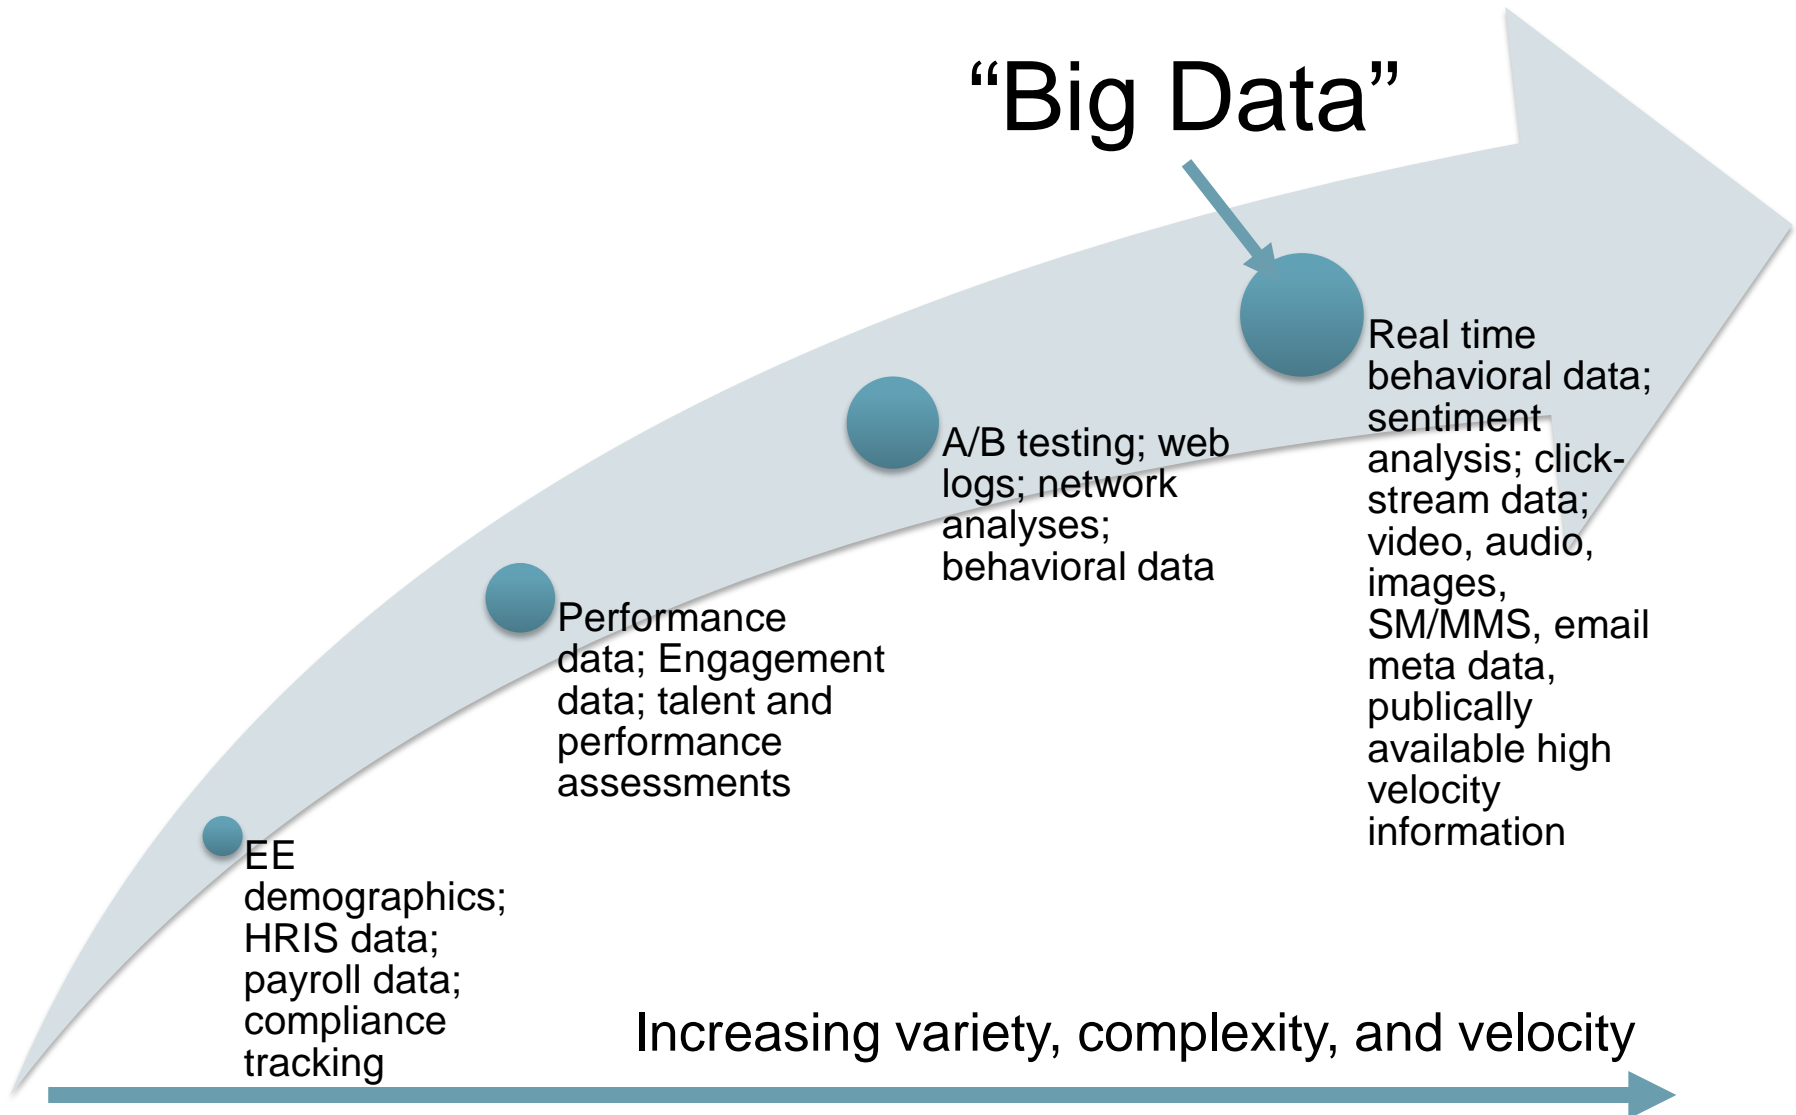 “Big Data”
Real time
behavioral data;
sentiment
analysis; click-
stream data;
video, audio,
images,
SM/MMS, email
meta data,
publically
available high
velocity
information
A/B testing; web
logs; network
analyses;
behavioral data
Performance
data; Engagement
data; talent and
performance
assessments
EE
demographics;
HRIS data;
payroll data;
compliance
tracking
Increasing variety, complexity, and velocity